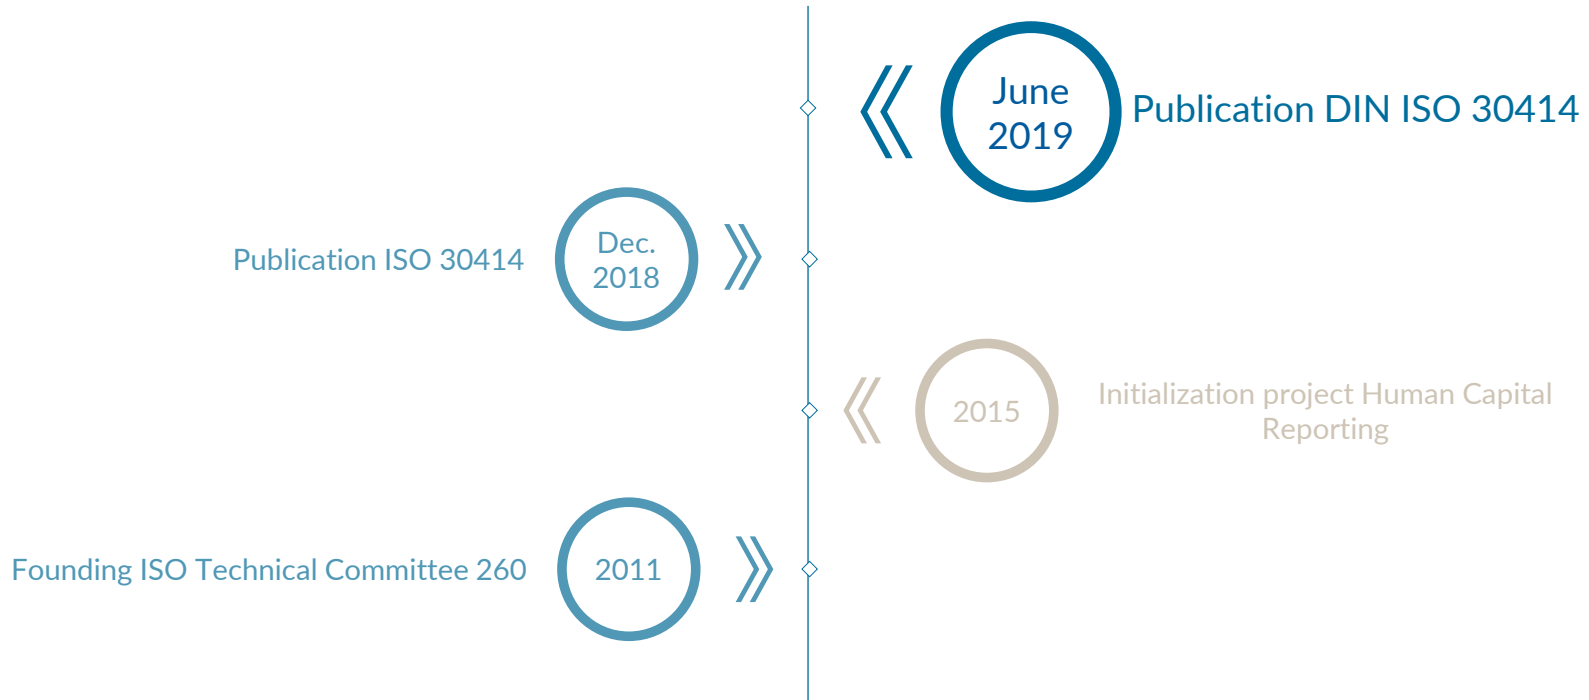 June
2019
Publication DIN ISO 30414
Publication ISO 30414
Dec.
2018
2015
Initialization project Human Capital
Reporting
Founding ISO Technical Committee 260
2011